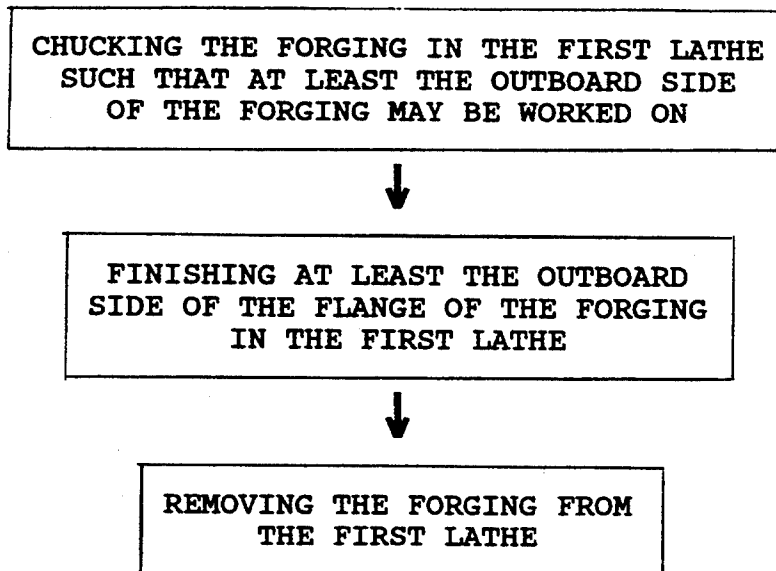 CHUCKING THE FORGING IN THE FIRST LATHE
SUCH THAT AT LEAST THE OUTBOARD SIDE
OF THE FORGING MAY BE WORKED ON
FINISHING AT LEAST THE OUTBOARD
SIDE OF THE FLANGE OF THE FORGING
IN THE FIRST LATHE
REMOVING THE FORGING FROM
THE FIRST LATHE